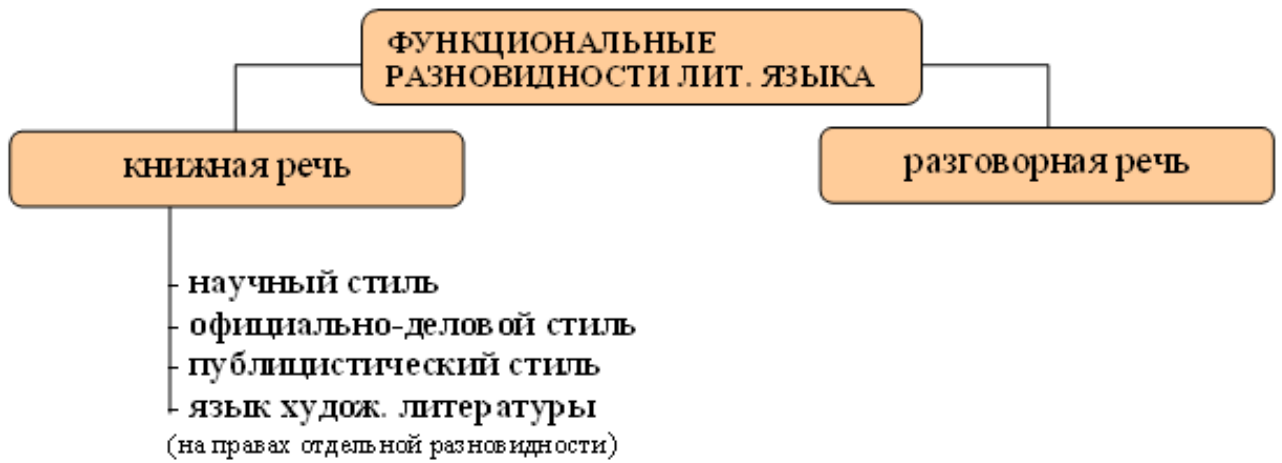 ФУНКЦИОНАЛЬНЫЕ
РАЗНОВИДНОСТИ ЛИТ. ЯЗЫКА
книжная речь
разговорная речь
- научный стиль
- официально-деловой стиль
- публицистический стиль
- язык худож. литературы
(на правах отдельной разновидности)